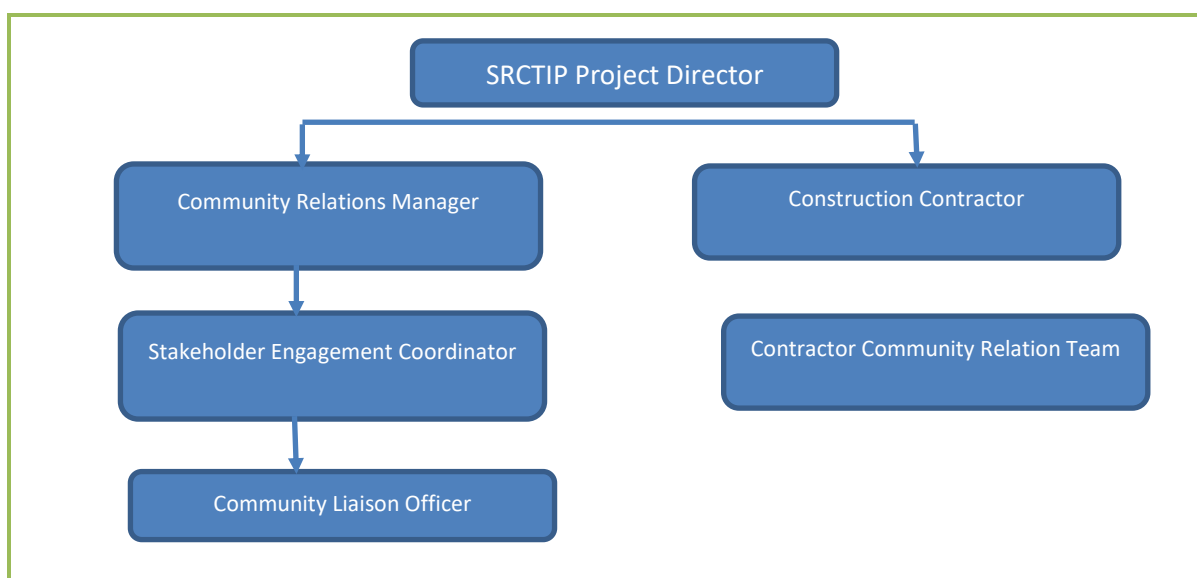 SRCTIP Project Director
Community Relations Manager
Construction Contractor
Stakeholder Engagement Coordinator
Contractor Community Relation Team
Community Liaison Officer